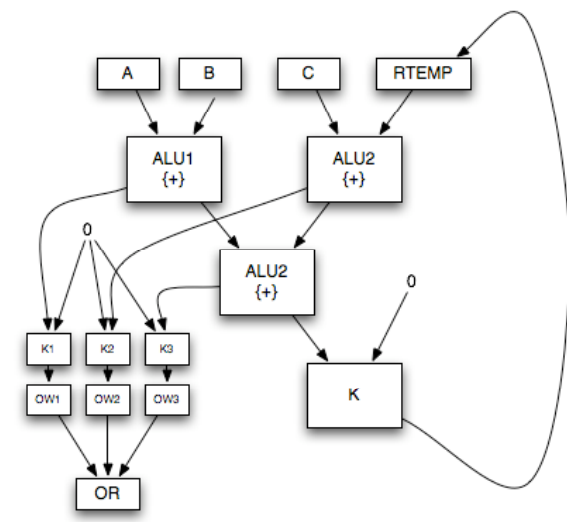 A
B
C
RTEMP
ALU1
{+}
ALU2
{+}
0
ALU2
{+}
0
K1
K2
K3
K
OW1
OW2
OW3
OR